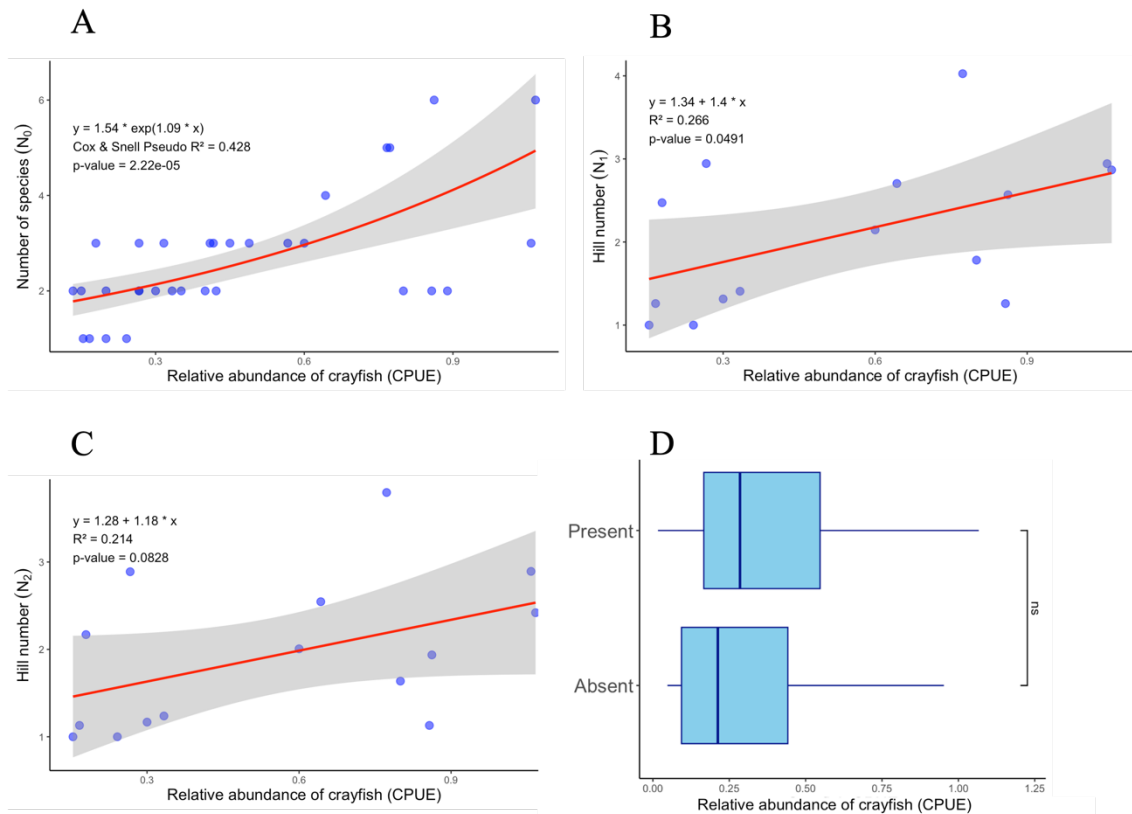 A
Number of species (N₀)
y = 1.54 * exp(1.09 * x)
Cox & Snell Pseudo R² = 0.428
p-value = 2.22e-05
6
4
2
0.3 0.6 0.9
Relative abundance of crayfish (CPUE)
B
Hill number (N₁)
y = 1.34 + 1.4 * x
R² = 0.266
p-value = 0.0491
4
3
2
1
0.3 0.6 0.9
Relative abundance of crayfish (CPUE)
C
Hill number (N₂)
y = 1.28 + 1.18 * x
R² = 0.214
p-value = 0.0828
3
2
1
0.3 0.6 0.9
Relative abundance of crayfish (CPUE)
D
Present
Absent
ns
0.00 0.25 0.50 0.75 1.00 1.25
Relative abundance of crayfish (CPUE)